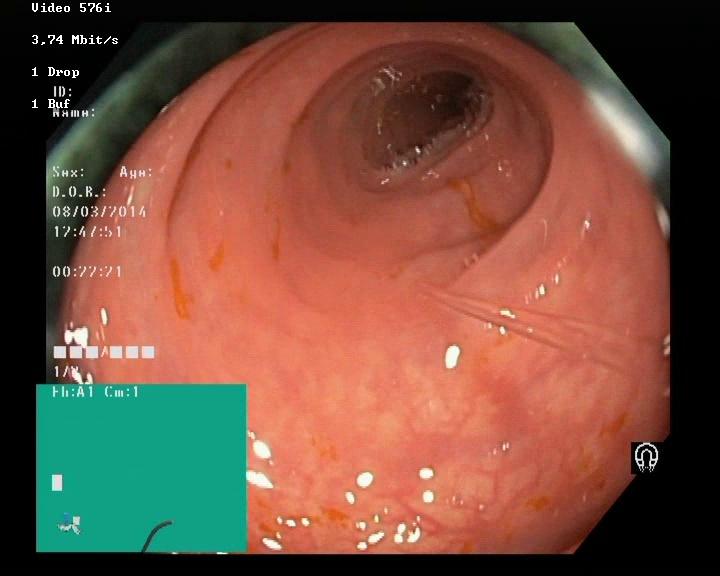 Video 576i
3,74 Mbit/s
1 Drop
ID:
1 Buf
Name:
Sex: Age:
D.O.B.:
08/03/2014
12:47:51
00:22:21
Eh:A1 Cm:1